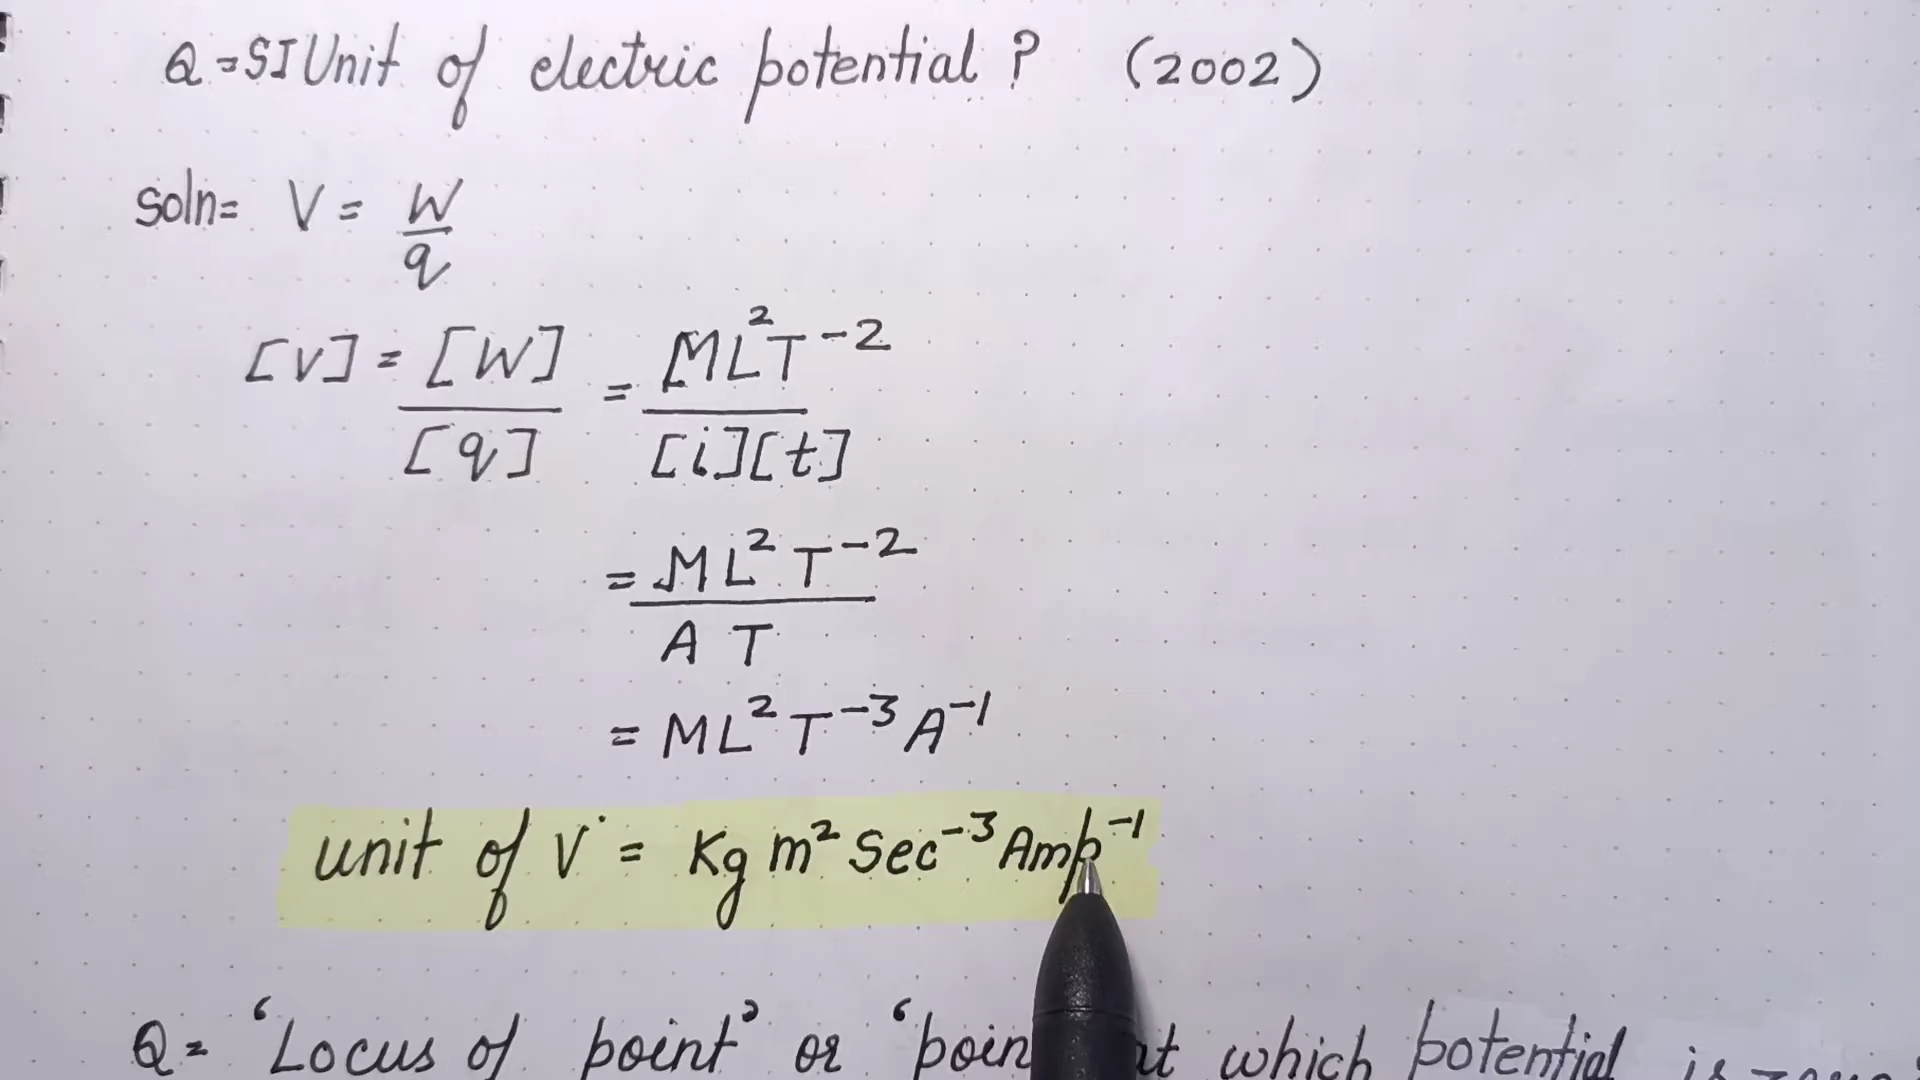 Q = SI Unit of electric potential ? (2002)
Soln = V = W/q
[V] = [W]/[q] = [ML²T⁻²/[i][t]
= ML²T⁻²/A T
= ML²T⁻³A⁻¹
unit of V = Kg m² Sec⁻³ Amp⁻¹
Q = ‘Locus of point’ or ‘poin at which potential is